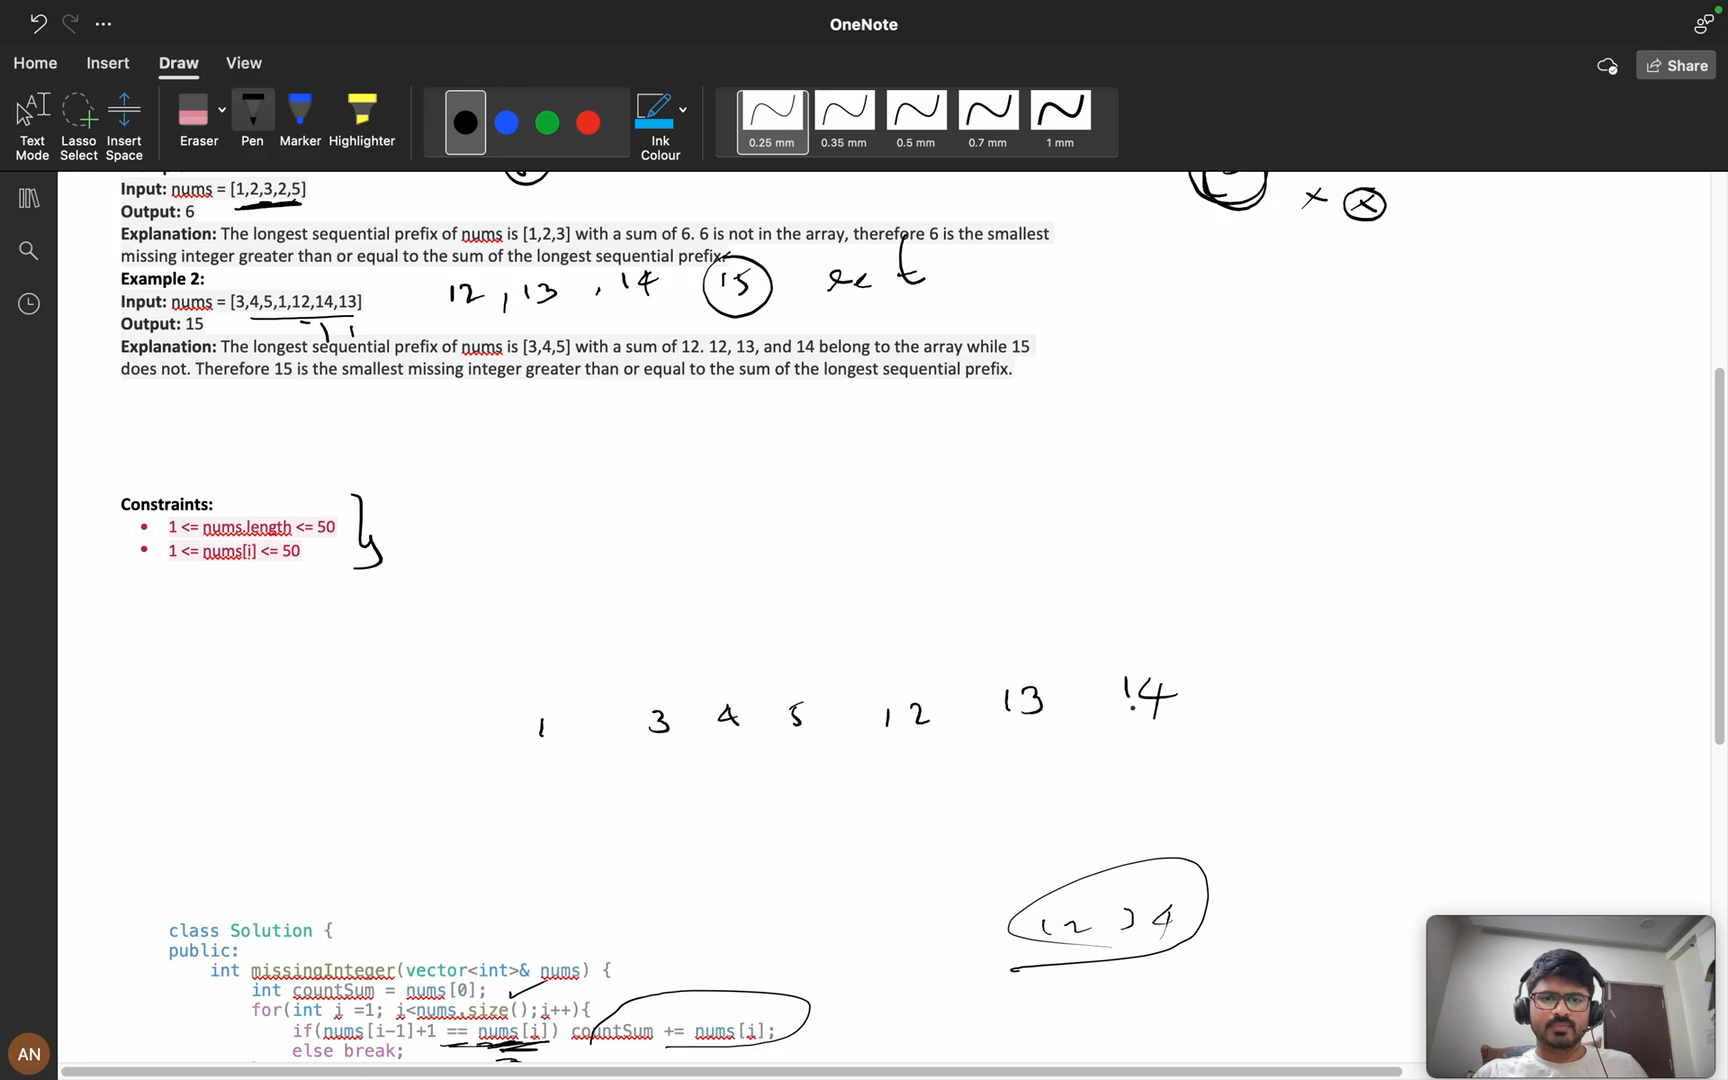 OneNote
Home Insert Draw View
Share
Text Mode
Lasso Select
Insert Space
Eraser
Pen
Marker
Highlighter
Ink Colour
0.25 mm
0.35 mm
0.5 mm
0.7 mm
1 mm
Input: nums = [1,2,3,2,5]
Output: 6
Explanation: The longest sequential prefix of nums is [1,2,3] with a sum of 6. 6 is not in the array, therefore 6 is the smallest
missing integer greater than or equal to the sum of the longest sequential prefix.
Example 2:
12 , 13 , 14 15
Input: nums = [3,4,5,1,12,14,13]
Output: 15
Explanation: The longest sequential prefix of nums is [3,4,5] with a sum of 12. 12, 13, and 14 belong to the array while 15
does not. Therefore 15 is the smallest missing integer greater than or equal to the sum of the longest sequential prefix.
Constraints:
• 1 <= nums.length <= 50
• 1 <= nums[i] <= 50
1 3 4 5 12 13 14
1 2 3 4
class Solution {
public:
int missingInteger(vector<int>& nums) {
int countSum = nums[0];
for(int i =1; i<nums.size();i++){
if(nums[i-1]+1 == nums[i]) countSum += nums[i];
else break;
AN